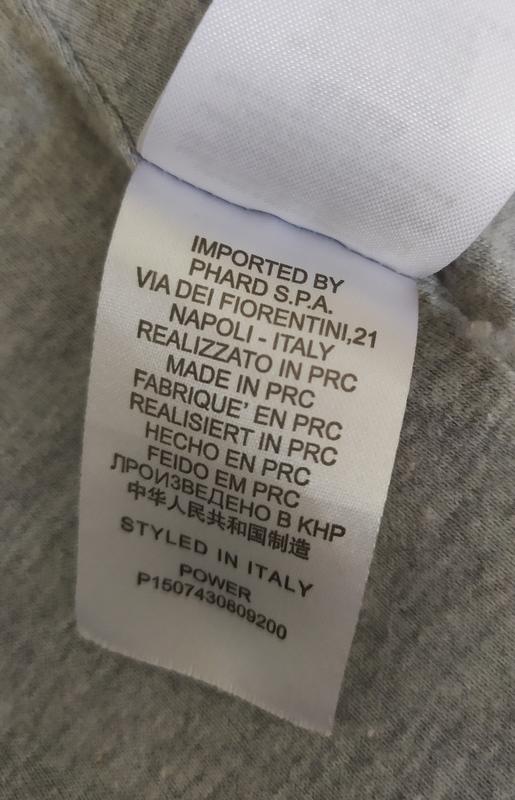 IMPORTED BY
PHARD S.P.A.
VIA DEI FIORENTINI,21
NAPOLI - ITALY
REALIZZATO IN PRC
MADE IN PRC
FABRIQUE' EN PRC
REALISIERT IN PRC
HECHO EN PRC
FEIDO EM PRC
ПРОИЗВЕДЕНО В КНР
中华人民共和国制造
STYLED IN ITALY
POWER
P1507430809200